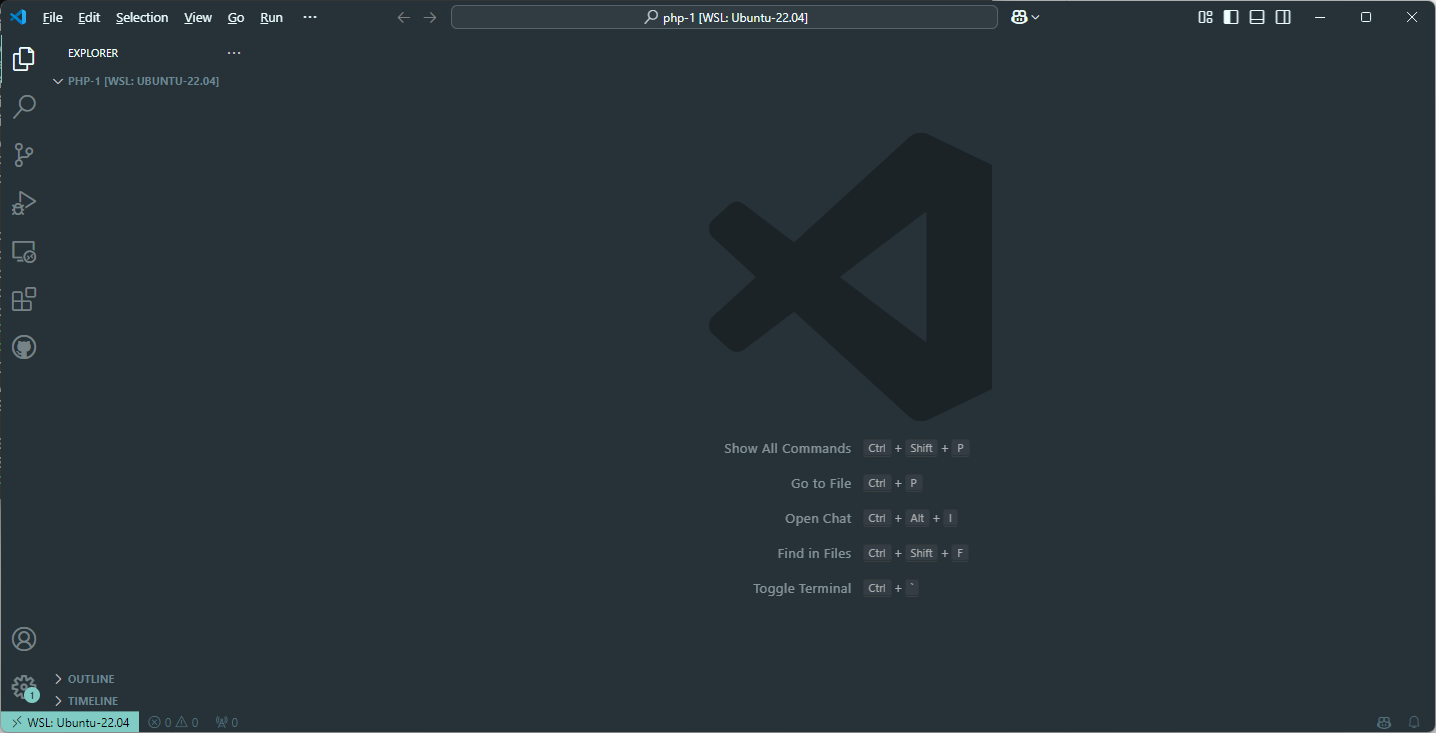 File Edit Selection View Go Run ···
php-1 [WSL: Ubuntu-22.04]
EXPLORER ···
PHP-1 [WSL: UBUNTU-22.04]
Show All Commands Ctrl + Shift + P
Go to File Ctrl + P
Open Chat Ctrl + Alt + I
Find in Files Ctrl + Shift + F
Toggle Terminal Ctrl + `
OUTLINE
1
TIMELINE
WSL: Ubuntu-22.04 0 0 0